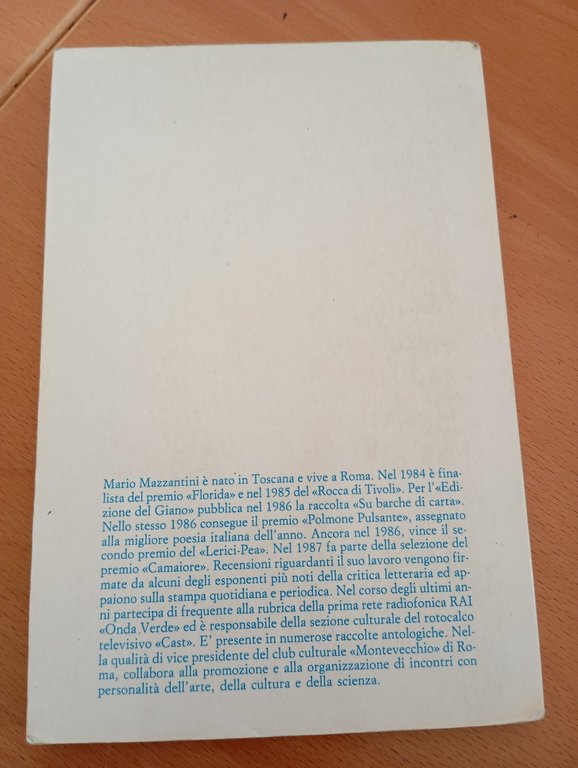 Mario Mazzantini è nato in Toscana e vive a Roma. Nel 1984 è fina-
lista del premio «Florida» e nel 1985 del «Rocca di Tivoli». Per l'«Edi-
zione del Giano» pubblica nel 1986 la raccolta «Su barche di carta».
Nello stesso 1986 consegue il premio «Polmone Pulsante», assegnato
alla migliore poesia italiana dell'anno. Ancora nel 1986, vince il se-
condo premio del «Lerici-Pea». Nel 1987 fa parte della selezione del
premio «Camaiore». Recensioni riguardanti il suo lavoro vengono fir-
mate da alcuni degli esponenti più noti della critica letteraria ed ap-
paiono sulla stampa quotidiana e periodica. Nel corso degli ultimi an-
ni partecipa di frequente alla rubrica della prima rete radiofonica RAI
«Onda Verde» ed è responsabile della sezione culturale del rotocalco
televisivo «Cast». E' presente in numerose raccolte antologiche. Nel-
la qualità di vice presidente del club culturale «Montevecchio» di Ro-
ma, collabora alla promozione e alla organizzazione di incontri con
personalità dell'arte, della cultura e della scienza.